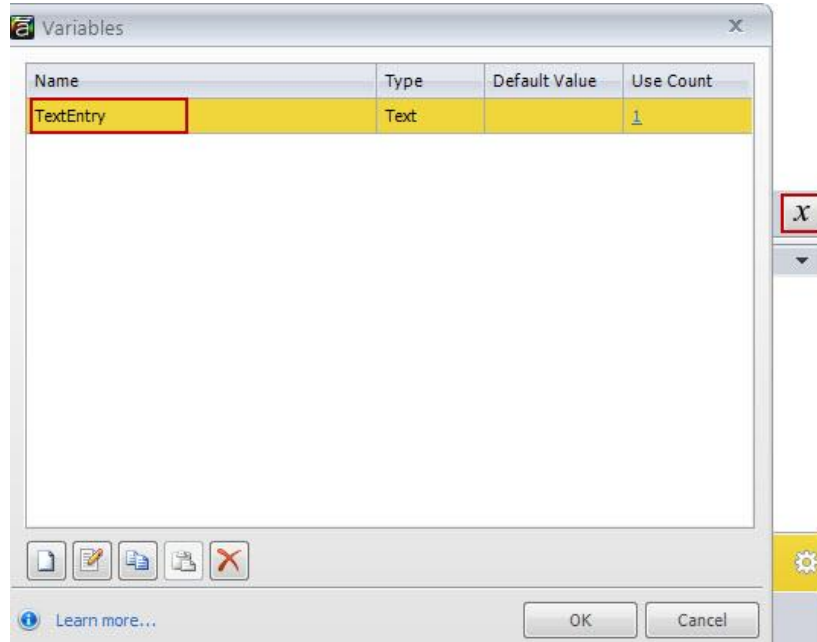 Variables
Name Type Default Value Use Count
TextEntry Text 1
x
Learn more... OK Cancel